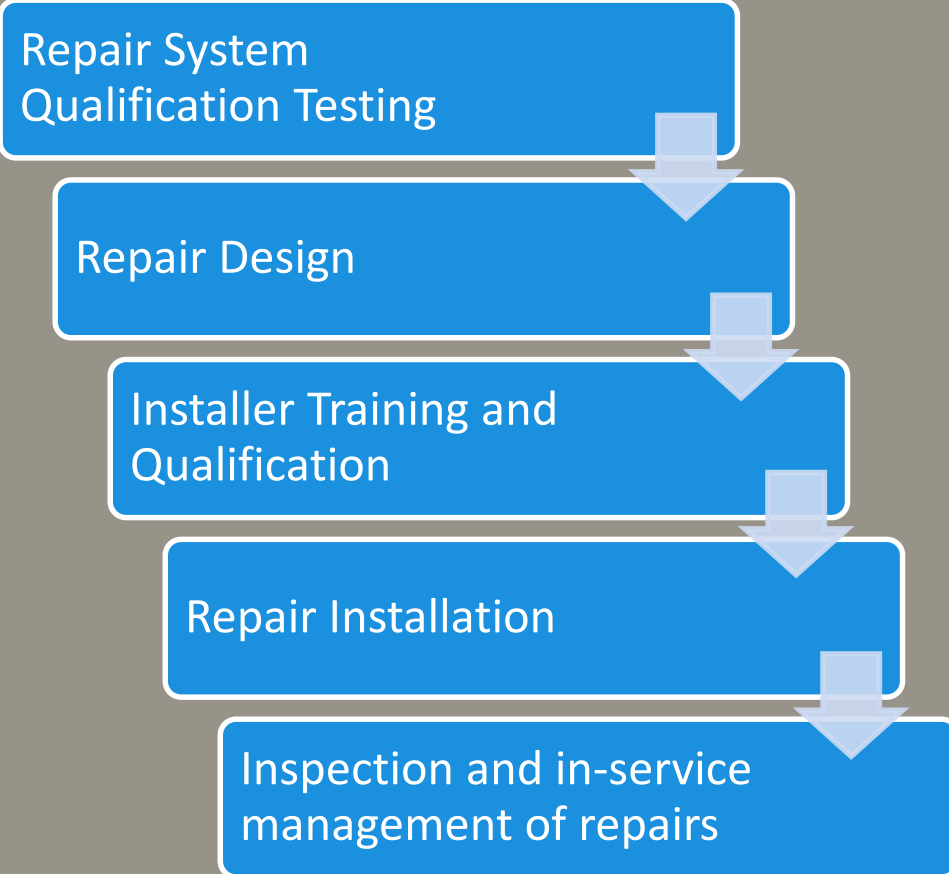 Repair System
Qualification Testing
Repair Design
Installer Training and
Qualification
Repair Installation
Inspection and in-service
management of repairs